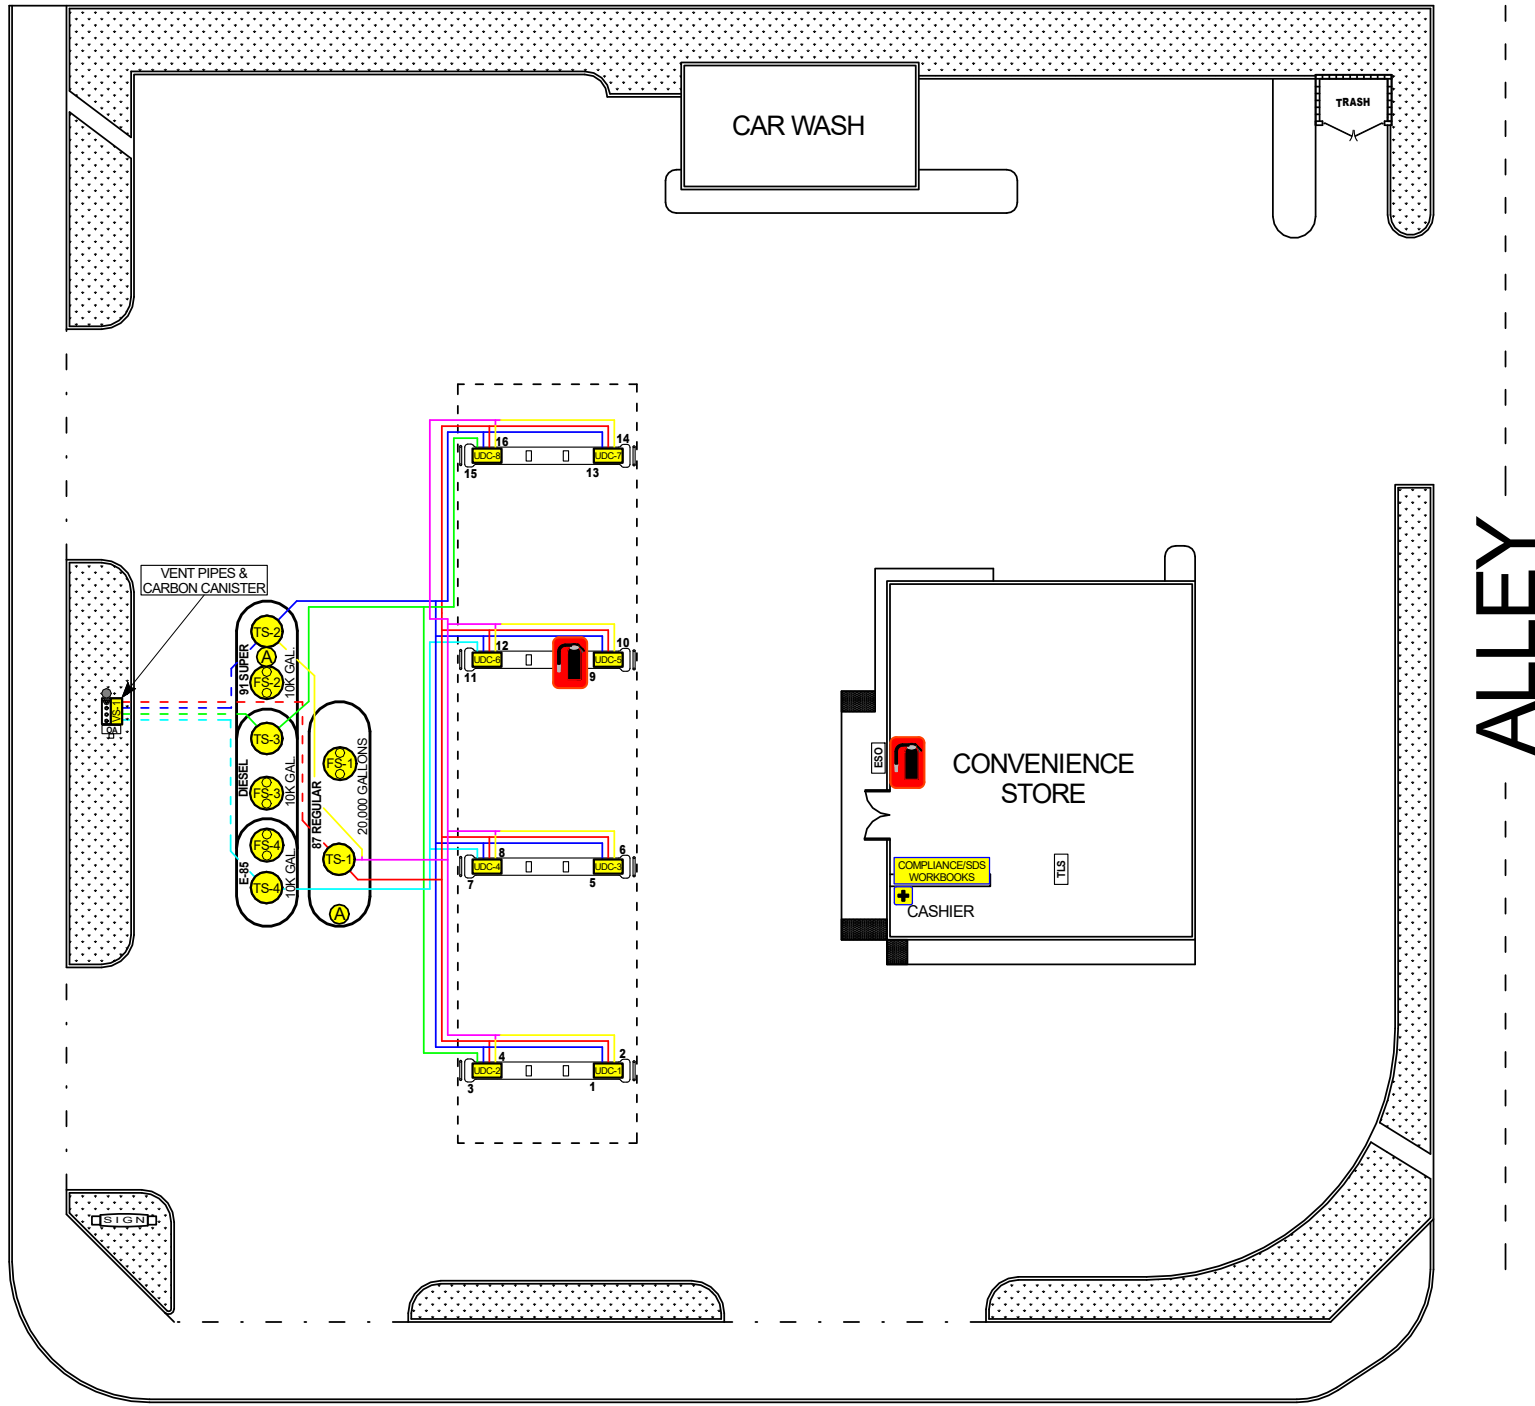 CAR WASH
TRASH
ALLEY
16
14
UDC-8
UDC-7
15
13
VENT PIPES &
CARBON CANISTER
TS-2
A
FS-2
91 SUPER
10K GAL.
VS-1
TS-3
FS-3
DIESEL
10K GAL.
FS-4
TS-4
E-85
10K GAL.
FS-1
TS-1
A
87 REGULAR
20,000 GALLONS
12
10
UDC-6
UDC-5
11
9
ESO
CONVENIENCE
STORE
8
6
UDC-4
UDC-3
7
5
COMPLIANCE/SDS
WORKBOOKS
CASHIER
TLS
4
2
UDC-2
UDC-1
3
1
SIGN